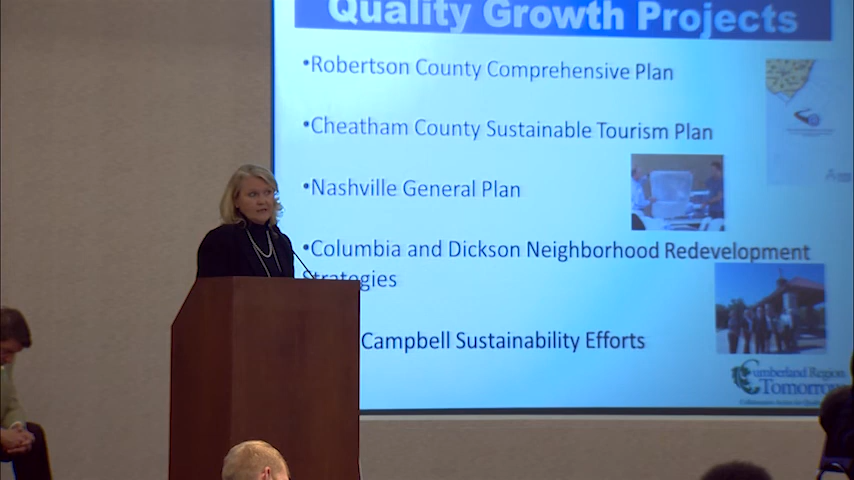 Quality Growth Projects
•Robertson County Comprehensive Plan
•Cheatham County Sustainable Tourism Plan
•Nashville General Plan
•Columbia and Dickson Neighborhood Redevelopment
Strategies
Campbell Sustainability Efforts
Cumberland Region
Tomorrow